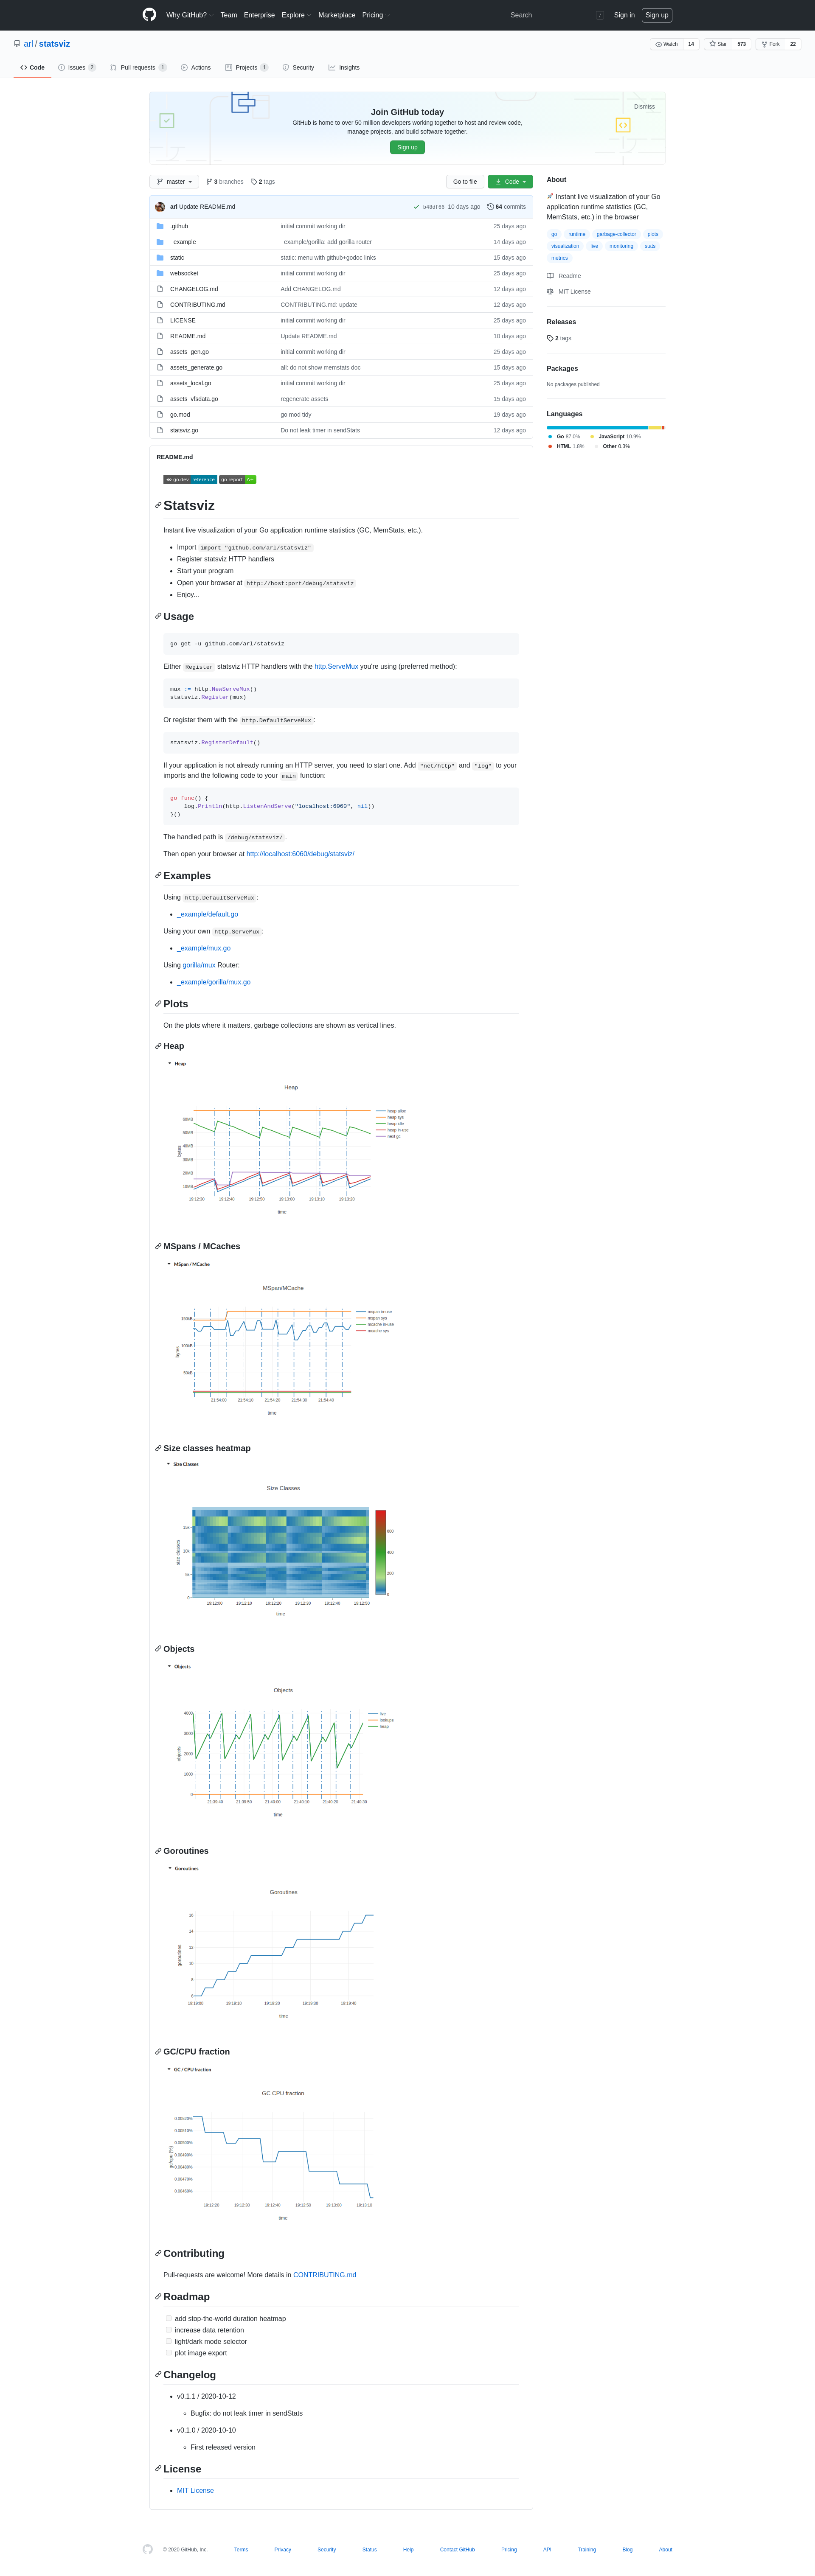 Why GitHub? Team Enterprise Explore Marketplace Pricing Search / Sign in Sign up
arl / statsviz
Watch 14 Star 573 Fork 22
Code Issues 2 Pull requests 1 Actions Projects 1 Security Insights
Dismiss
Join GitHub today
GitHub is home to over 50 million developers working together to host and review code,
manage projects, and build software together.
Sign up
master 3 branches 2 tags Go to file Code
arl Update README.md b48df66 10 days ago 64 commits
.github initial commit working dir 25 days ago
_example _example/gorilla: add gorilla router 14 days ago
static static: menu with github+godoc links 15 days ago
websocket initial commit working dir 25 days ago
CHANGELOG.md Add CHANGELOG.md 12 days ago
CONTRIBUTING.md CONTRIBUTING.md: update 12 days ago
LICENSE initial commit working dir 25 days ago
README.md Update README.md 10 days ago
assets_gen.go initial commit working dir 25 days ago
assets_generate.go all: do not show memstats doc 15 days ago
assets_local.go initial commit working dir 25 days ago
assets_vfsdata.go regenerate assets 15 days ago
go.mod go mod tidy 19 days ago
statsviz.go Do not leak timer in sendStats 12 days ago
About
Instant live visualization of your Go
application runtime statistics (GC,
MemStats, etc.) in the browser
go runtime garbage-collector plots
visualization live monitoring stats
metrics
Readme
MIT License
Releases
2 tags
Packages
No packages published
Languages
Go 87.0% JavaScript 10.9%
HTML 1.8% Other 0.3%
README.md
go.dev reference go report A+
Statsviz
Instant live visualization of your Go application runtime statistics (GC, MemStats, etc.).
Import import "github.com/arl/statsviz"
Register statsviz HTTP handlers
Start your program
Open your browser at http://host:port/debug/statsviz
Enjoy...
Usage
go get -u github.com/arl/statsviz
Either Register statsviz HTTP handlers with the http.ServeMux you're using (preferred method):
mux := http.NewServeMux()
statsviz.Register(mux)
Or register them with the http.DefaultServeMux :
statsviz.RegisterDefault()
If your application is not already running an HTTP server, you need to start one. Add "net/http" and "log" to your
imports and the following code to your main function:
go func() {
log.Println(http.ListenAndServe("localhost:6060", nil))
}()
The handled path is /debug/statsviz/ .
Then open your browser at http://localhost:6060/debug/statsviz/
Examples
Using http.DefaultServeMux :
_example/default.go
Using your own http.ServeMux :
_example/mux.go
Using gorilla/mux Router:
_example/gorilla/mux.go
Plots
On the plots where it matters, garbage collections are shown as vertical lines.
Heap
Heap
Heap
heap alloc
heap sys
heap idle
heap in-use
next gc
60MB
50MB
40MB
30MB
20MB
10MB
bytes
19:12:30 19:12:40 19:12:50 19:13:00 19:13:10 19:13:20
time
MSpans / MCaches
MSpan / MCache
MSpan/MCache
mspan in-use
mspan sys
mcache in-use
mcache sys
150kB
100kB
50kB
bytes
21:54:00 21:54:10 21:54:20 21:54:30 21:54:40
time
Size classes heatmap
Size Classes
Size Classes
15k
10k
5k
0
size classes
600
400
200
0
19:12:00 19:12:10 19:12:20 19:12:30 19:12:40 19:12:50
time
Objects
Objects
Objects
live
lookups
heap
4000
3000
2000
1000
0
objects
21:39:40 21:39:50 21:40:00 21:40:10 21:40:20 21:40:30
time
Goroutines
Goroutines
Goroutines
16
14
12
10
8
6
goroutines
19:19:00 19:19:10 19:19:20 19:19:30 19:19:40
time
GC/CPU fraction
GC / CPU fraction
GC CPU fraction
0.00520%
0.00510%
0.00500%
0.00490%
0.00480%
0.00470%
0.00460%
gc/cpu (%)
19:12:20 19:12:30 19:12:40 19:12:50 19:13:00 19:13:10
time
Contributing
Pull-requests are welcome! More details in CONTRIBUTING.md
Roadmap
add stop-the-world duration heatmap
increase data retention
light/dark mode selector
plot image export
Changelog
v0.1.1 / 2020-10-12
Bugfix: do not leak timer in sendStats
v0.1.0 / 2020-10-10
First released version
License
MIT License
© 2020 GitHub, Inc. Terms Privacy Security Status Help Contact GitHub Pricing API Training Blog About